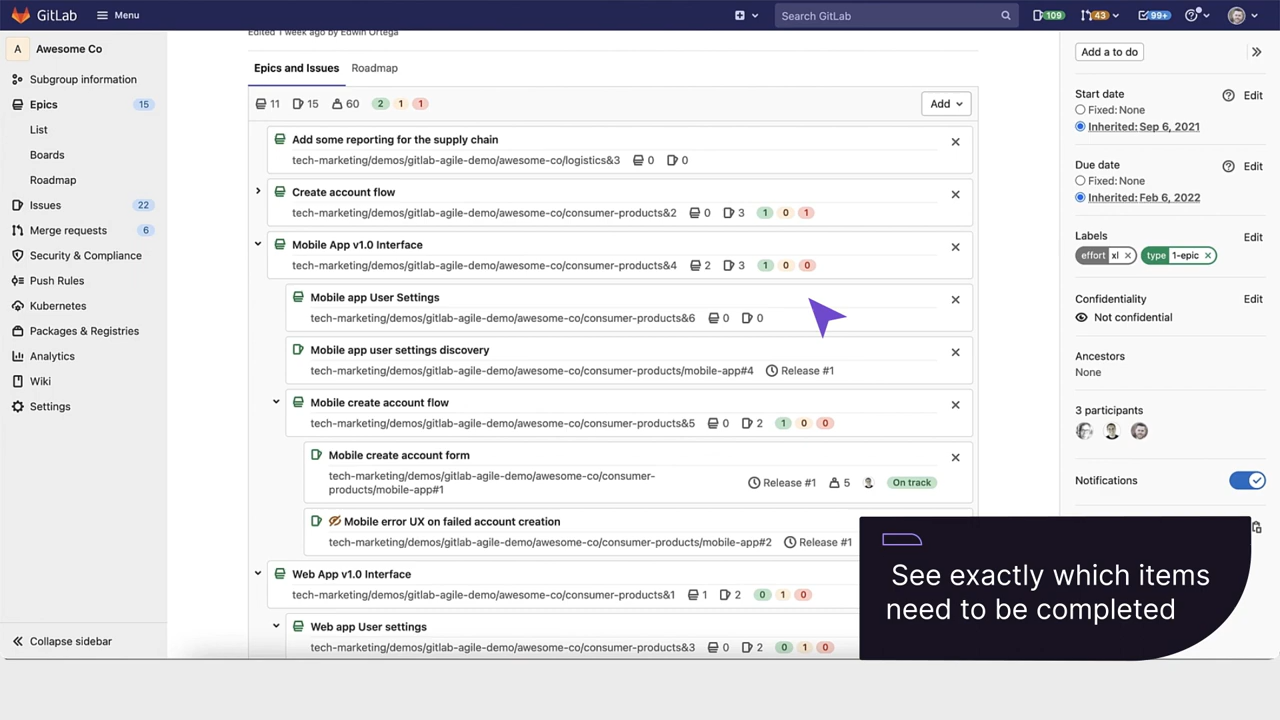 GitLab
Menu
Search GitLab
109
43
99+
A Awesome Co
Subgroup information
Epics 15
List
Boards
Roadmap
Issues 22
Merge requests 6
Security & Compliance
Push Rules
Kubernetes
Packages & Registries
Analytics
Wiki
Settings
Collapse sidebar
Edited 1 week ago by Edwin Ortega
Epics and Issues Roadmap
11 15 60 2 1 1 Add
Add some reporting for the supply chain
tech-marketing/demos/gitlab-agile-demo/awesome-co/logistics&3 0 0
Create account flow
tech-marketing/demos/gitlab-agile-demo/awesome-co/consumer-products&2 0 3 1 0 1
Mobile App v1.0 Interface
tech-marketing/demos/gitlab-agile-demo/awesome-co/consumer-products&4 2 3 1 0 0
Mobile app User Settings
tech-marketing/demos/gitlab-agile-demo/awesome-co/consumer-products&6 0 0
Mobile app user settings discovery
tech-marketing/demos/gitlab-agile-demo/awesome-co/consumer-products/mobile-app#4 Release #1
Mobile create account flow
tech-marketing/demos/gitlab-agile-demo/awesome-co/consumer-products&5 0 2 1 0 0
Mobile create account form
tech-marketing/demos/gitlab-agile-demo/awesome-co/consumer-
products/mobile-app#1 Release #1 5 On track
Mobile error UX on failed account creation
tech-marketing/demos/gitlab-agile-demo/awesome-co/consumer-products/mobile-app#2 Release #1
Web App v1.0 Interface
tech-marketing/demos/gitlab-agile-demo/awesome-co/consumer-products&1 1 2 0 1 0
Web app User settings
tech-marketing/demos/gitlab-agile-demo/awesome-co/consumer-products&3 0 2 0 1 0
Add a to do
Start date Edit
Fixed: None
Inherited: Sep 6, 2021
Due date Edit
Fixed: None
Inherited: Feb 6, 2022
Labels Edit
effort xl type 1-epic
Confidentiality Edit
Not confidential
Ancestors
None
3 participants
Notifications
See exactly which items
need to be completed